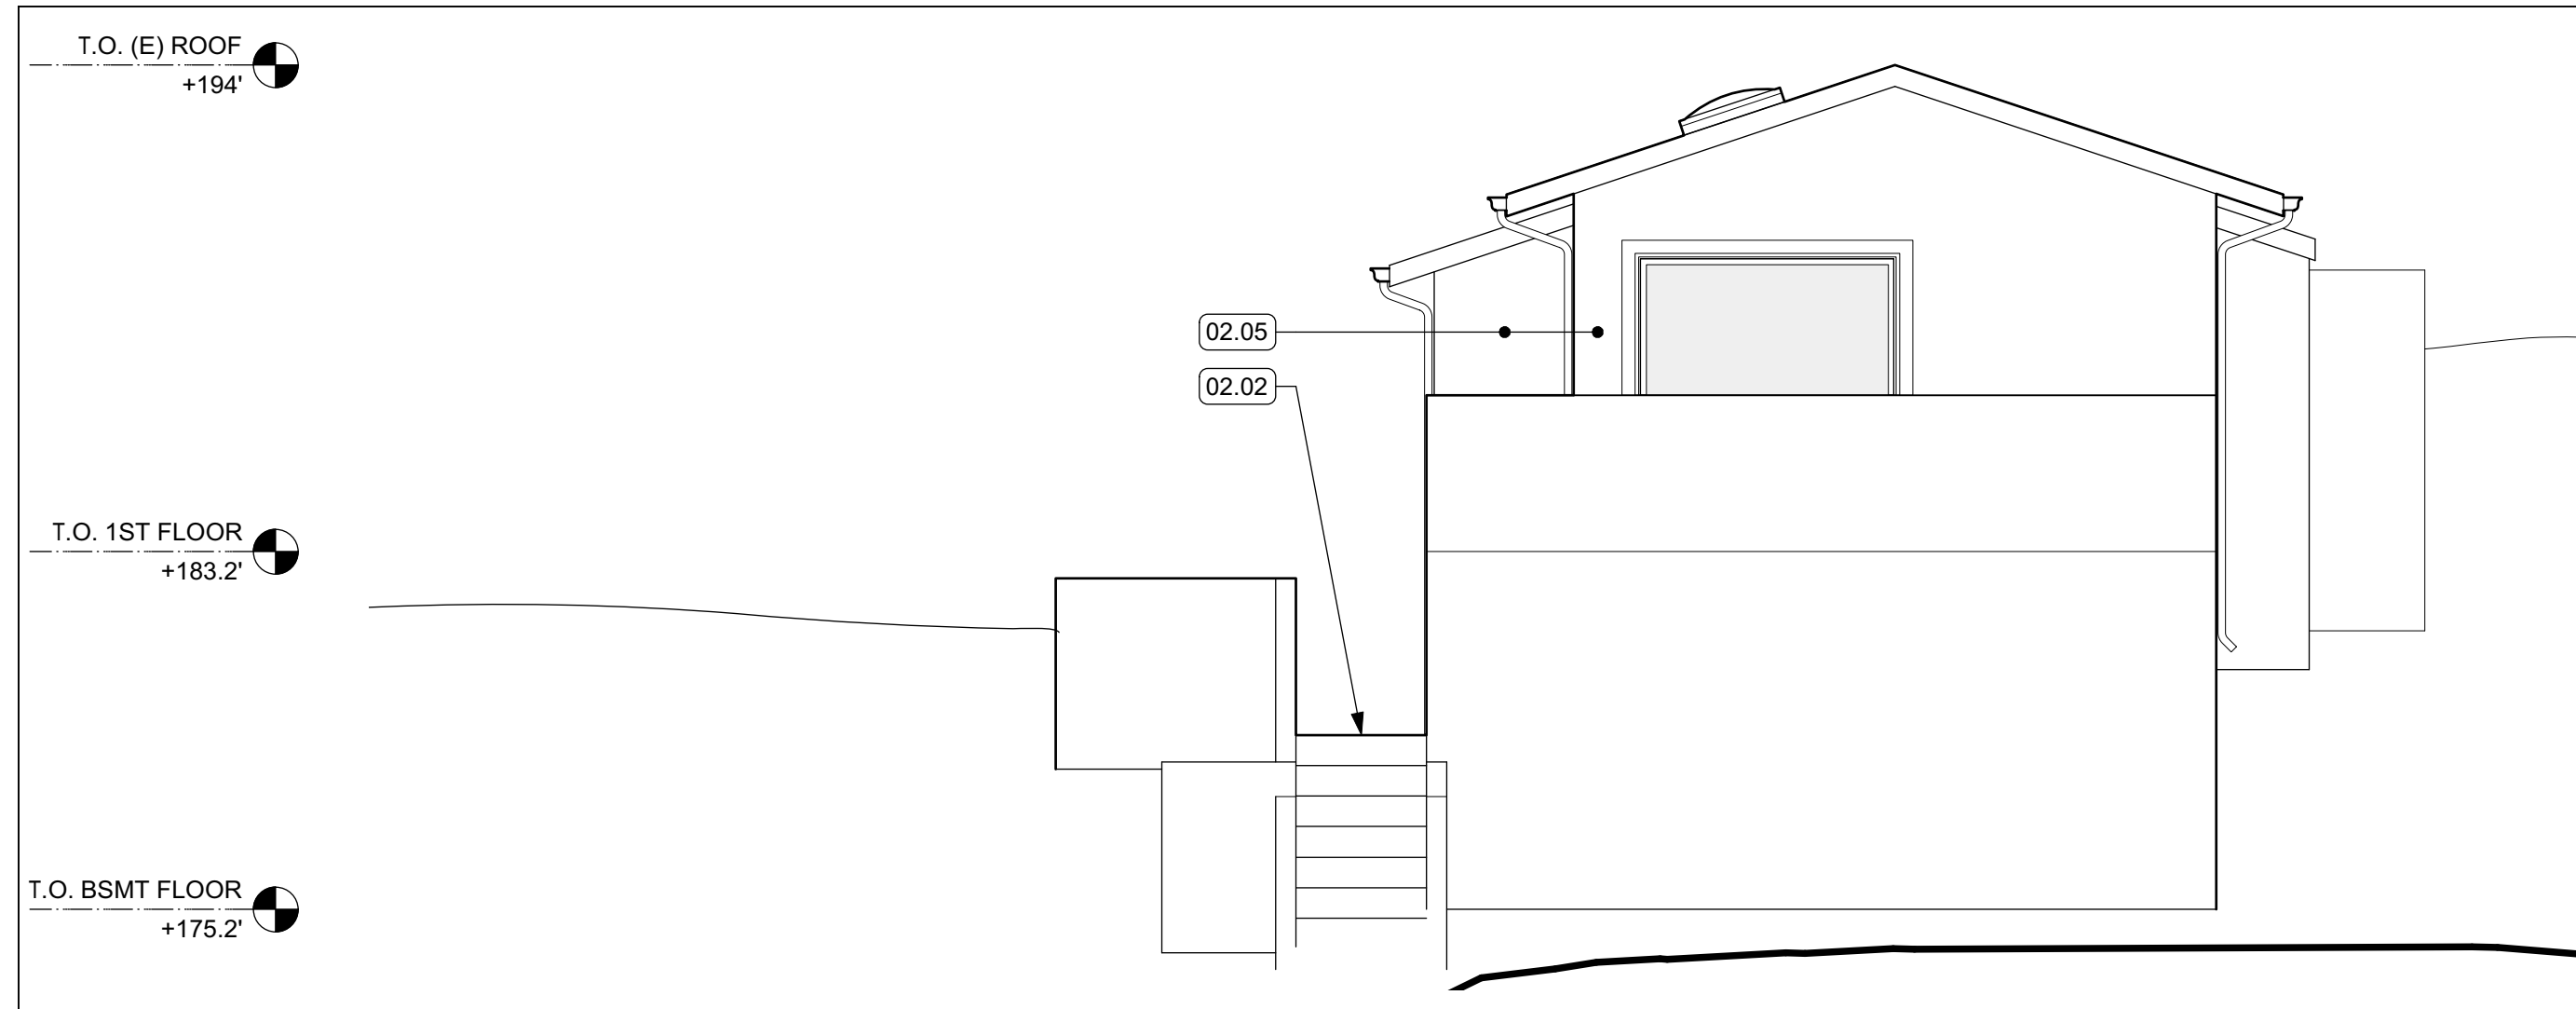 T.O. (E) ROOF
+194'
02.05
02.02
T.O. 1ST FLOOR
+183.2'
T.O. BSMT FLOOR
+175.2'